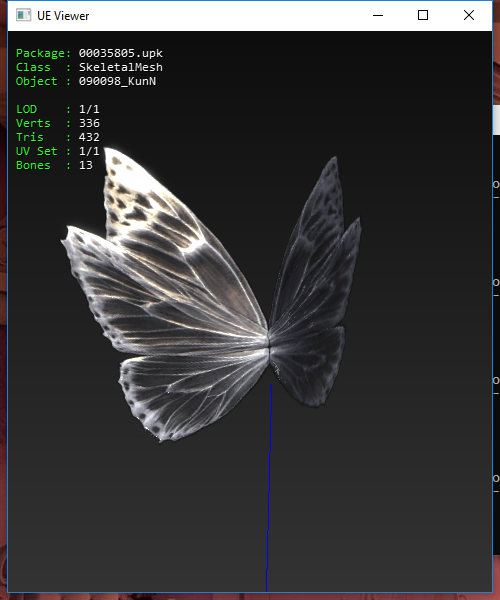 UE Viewer
Package: 00035805.upk
Class  : SkeletalMesh
Object : 090098_KunN
LOD    : 1/1
Verts  : 336
Tris   : 432
UV Set : 1/1
Bones  : 13